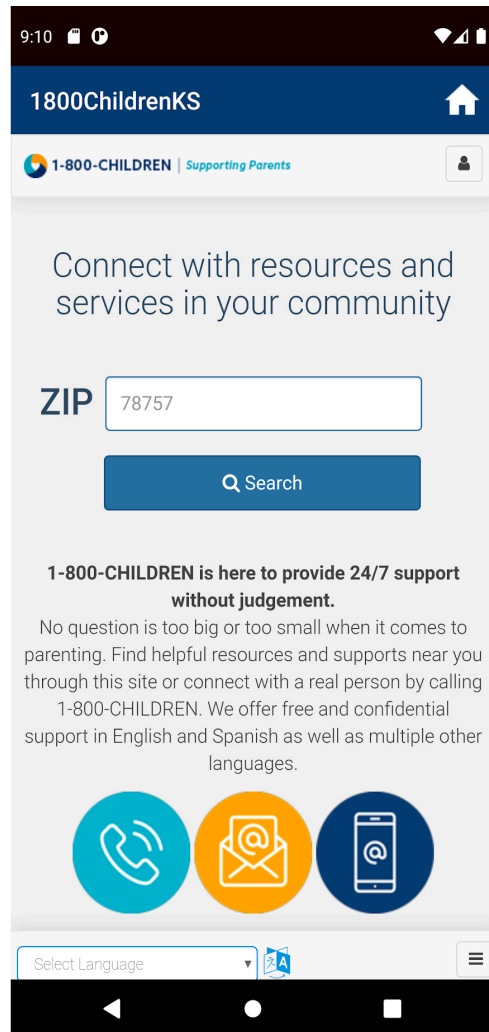 9:10
1800ChildrenKS
1-800-CHILDREN | Supporting Parents
Connect with resources and
services in your community
ZIP 78757
Search
1-800-CHILDREN is here to provide 24/7 support
without judgement.
No question is too big or too small when it comes to
parenting. Find helpful resources and supports near you
through this site or connect with a real person by calling
1-800-CHILDREN. We offer free and confidential
support in English and Spanish as well as multiple other
languages.
Select Language